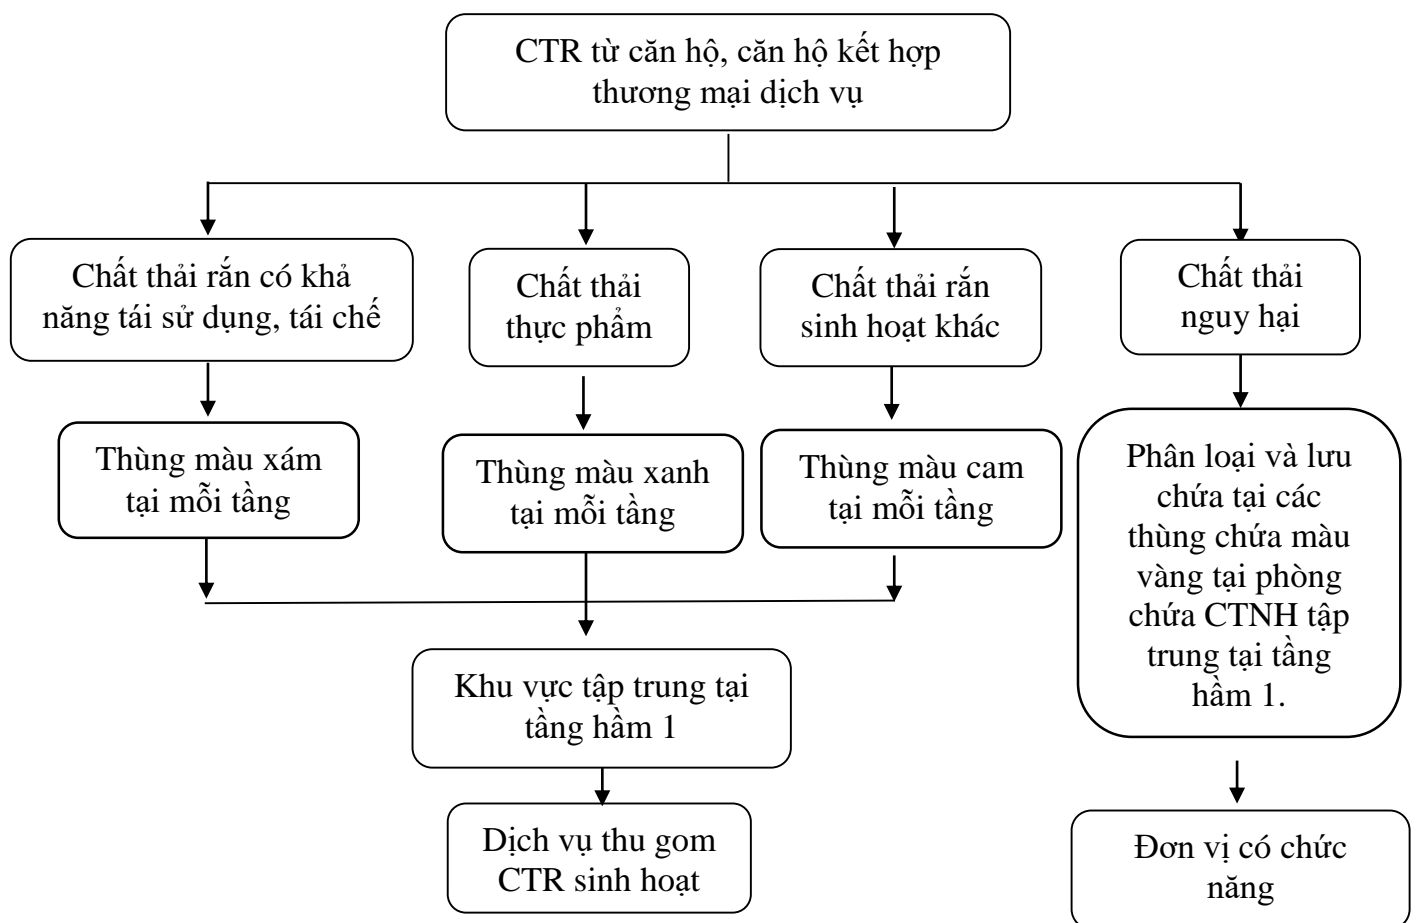 CTR từ căn hộ, căn hộ kết hợp
thương mại dịch vụ
Chất thải rắn có khả
năng tái sử dụng, tái chế
Chất thải
thực phẩm
Chất thải rắn
sinh hoạt khác
Chất thải
nguy hại
Thùng màu xám
tại mỗi tầng
Thùng màu xanh
tại mỗi tầng
Thùng màu cam
tại mỗi tầng
Phân loại và lưu
chứa tại các
thùng chứa màu
vàng tại phòng
chứa CTNH tập
trung tại tầng
hầm 1.
Khu vực tập trung tại
tầng hầm 1
Dịch vụ thu gom
CTR sinh hoạt
Đơn vị có chức
năng